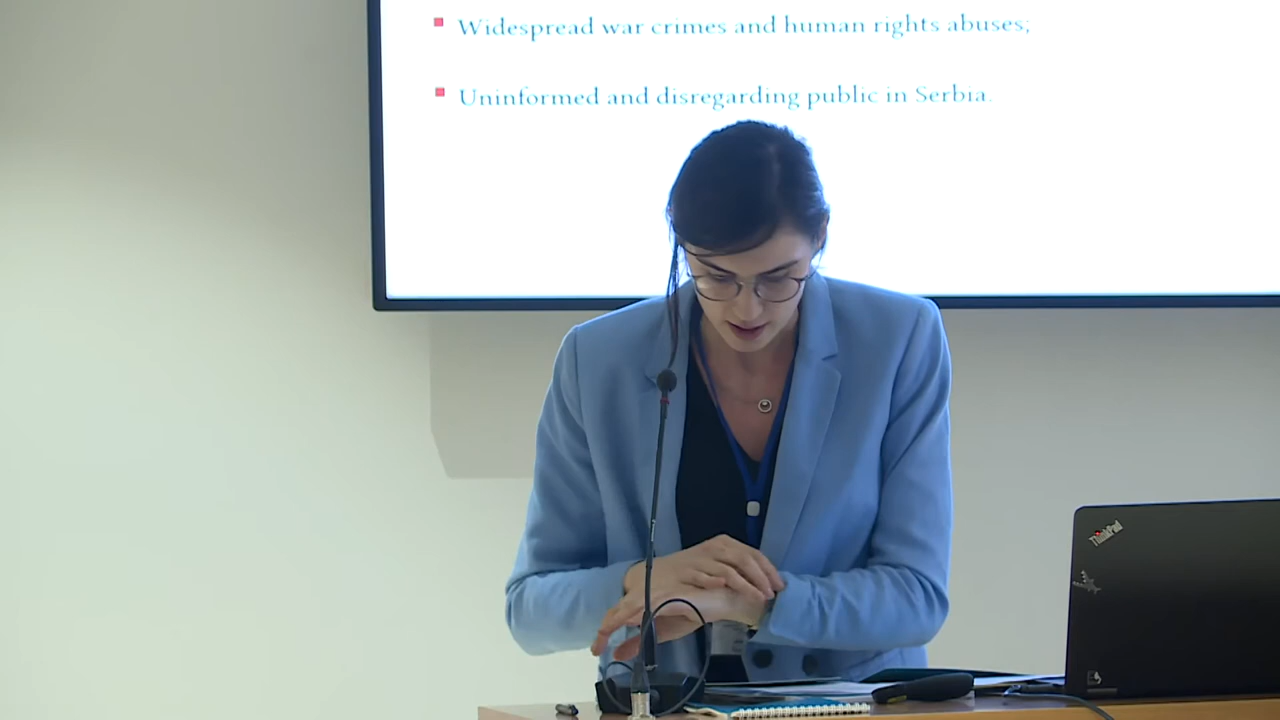 Widespread war crimes and human rights abuses;
Uninformed and disregarding public in Serbia.
ThinkPad